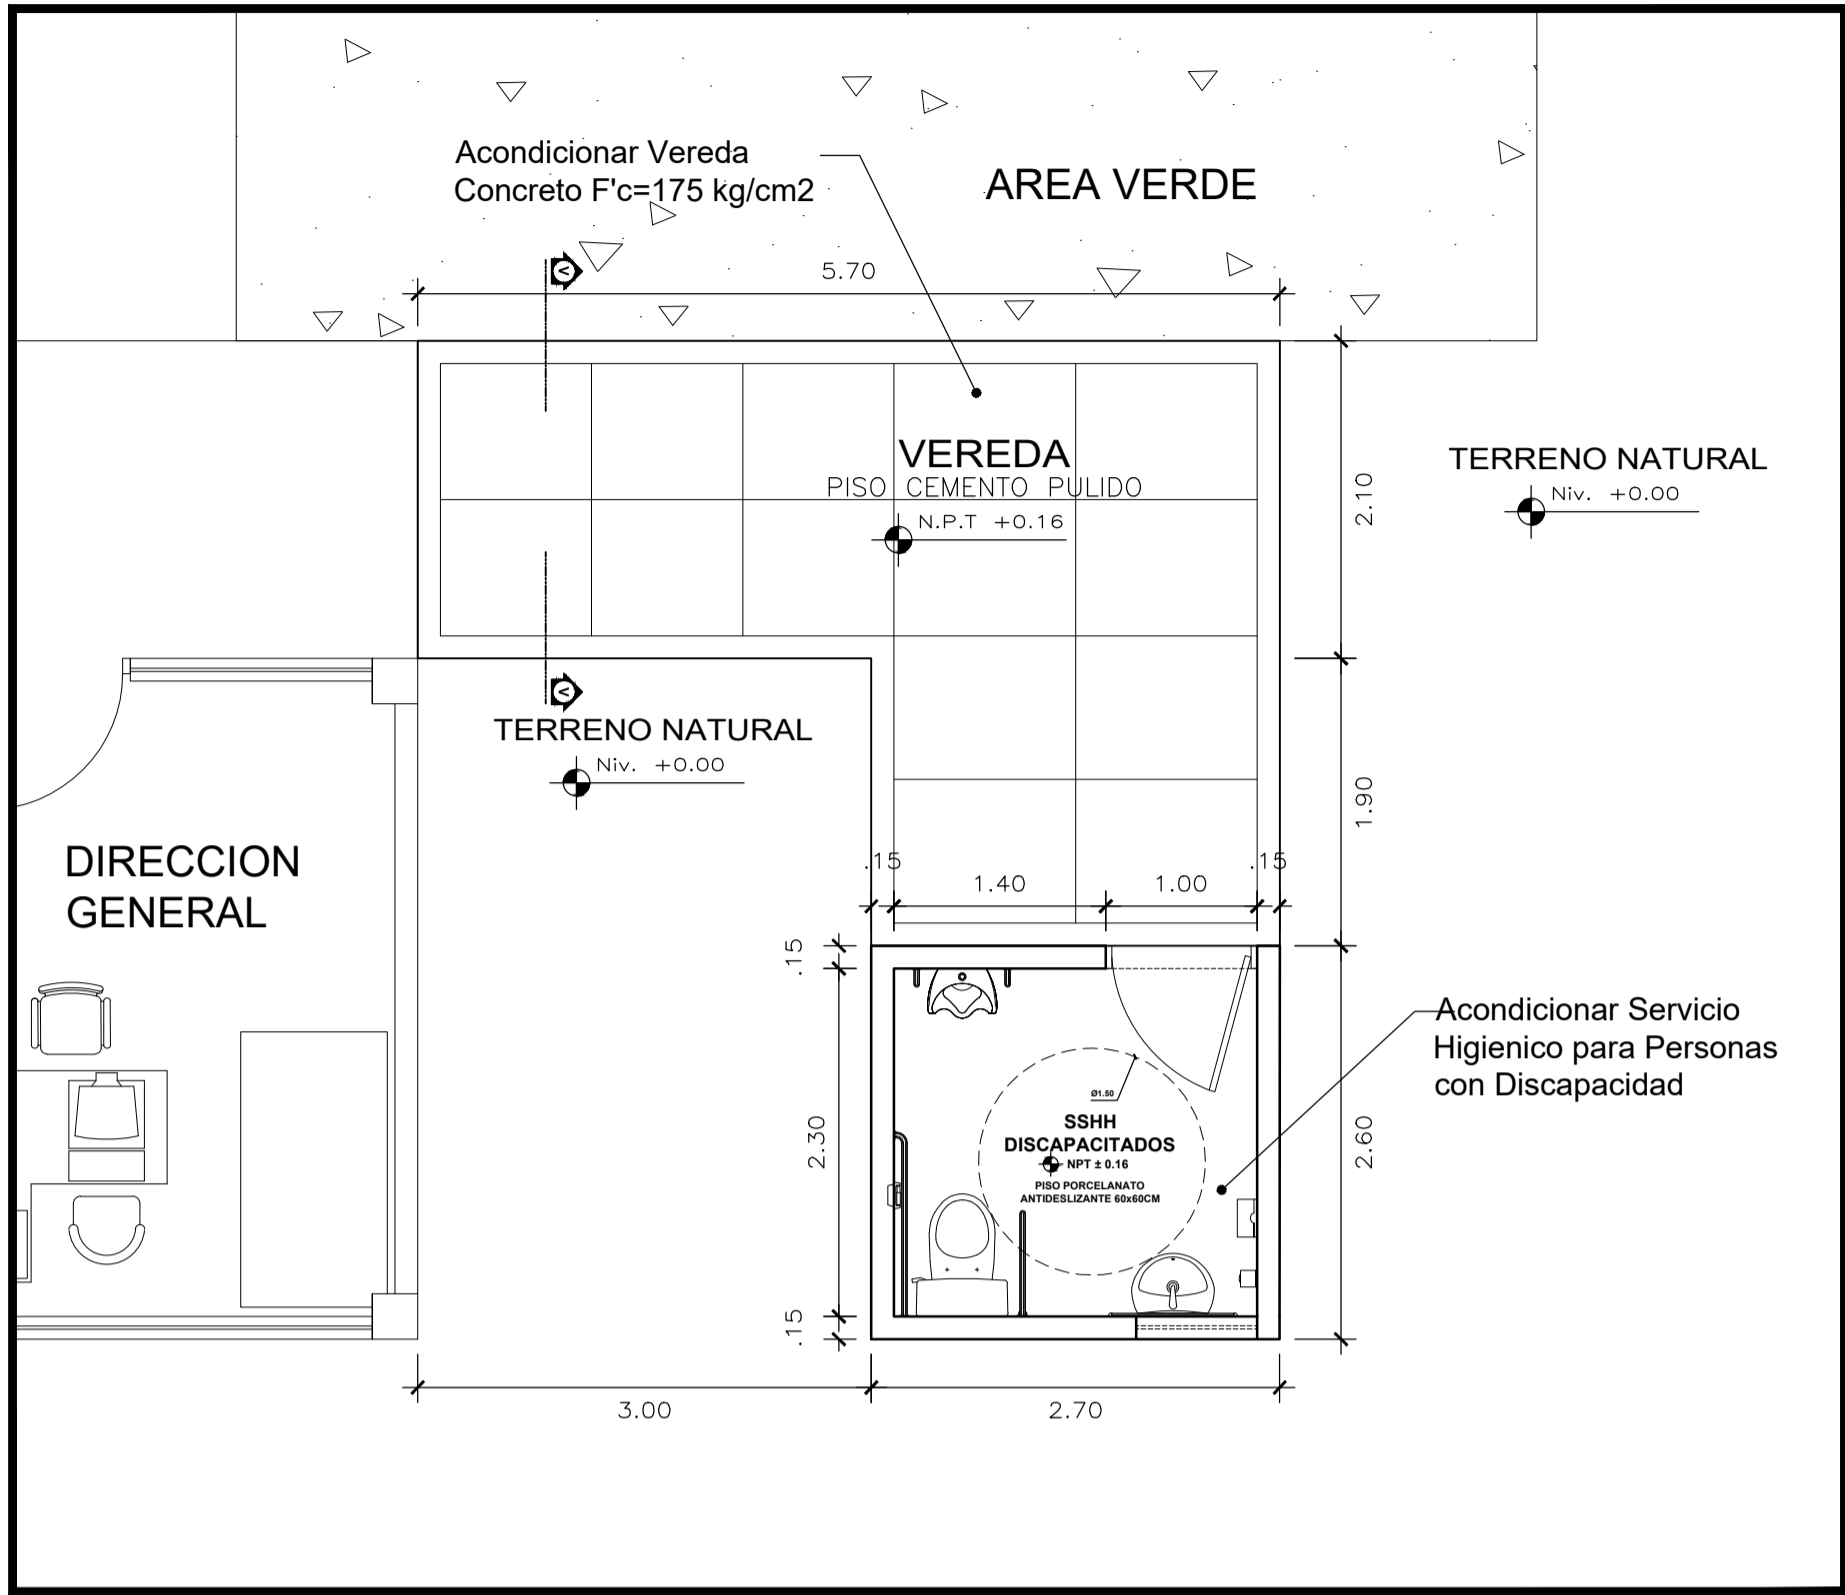 Acondicionar Vereda
Concreto F'c=175 kg/cm2
AREA VERDE
V
5.70
VEREDA
PISO CEMENTO PULIDO
N.P.T +0.16
2.10
TERRENO NATURAL
Niv. +0.00
V
TERRENO NATURAL
Niv. +0.00
1.90
DIRECCION
GENERAL
.15
1.40
1.00
.15
.15
2.30
.15
Ø1.50
SSHH
DISCAPACITADOS
NPT ± 0.16
PISO PORCELANATO
ANTIDESLIZANTE 60x60CM
2.60
Acondicionar Servicio
Higienico para Personas
con Discapacidad
3.00
2.70